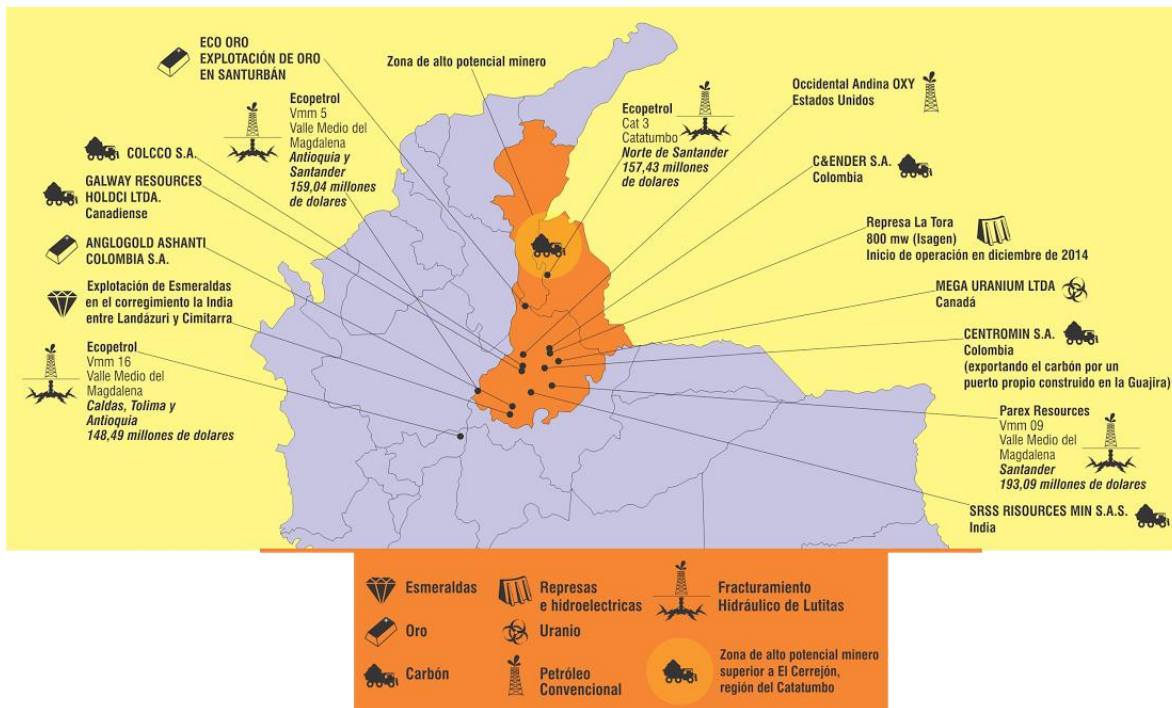 ECO ORO
EXPLOTACIÓN DE ORO
EN SANTURBÁN
Zona de alto potencial minero
Ecopetrol
Vmm 5
Valle Medio del
Magdalena
Antioquia y
Santander
159,04 millones
de dolares
Ecopetrol
Cat 3
Catatumbo
Norte de Santander
157,43 millones
de dolares
Occidental Andina OXY
Estados Unidos
COLCCO S.A.
GALWAY RESOURCES
HOLDCI LTDA.
Canadiense
ANGLOGOLD ASHANTI
COLOMBIA S.A.
Explotación de Esmeraldas
en el corregimiento la India
entre Landázuri y Cimitarra
Ecopetrol
Vmm 16
Valle Medio del
Magdalena
Caldas, Tolima y
Antioquia
148,49 millones de dolares
C&ENDER S.A.
Colombia
Represa La Tora
800 mw (Isagen)
Inicio de operación en diciembre de 2014
MEGA URANIUM LTDA
Canadá
CENTROMIN S.A.
Colombia
(exportando el carbón por un
puerto propio construido en la Guajira)
Parex Resources
Vmm 09
Valle Medio del
Magdalena
Santander
193,09 millones de dolares
SRSS RISOURCES MIN S.A.S.
India
Esmeraldas
Oro
Carbón
Represas
e hidroelectricas
Uranio
Petróleo
Convencional
Fracturamiento
Hidráulico de Lutitas
Zona de alto potencial minero
superior a El Cerrejón,
región del Catatumbo